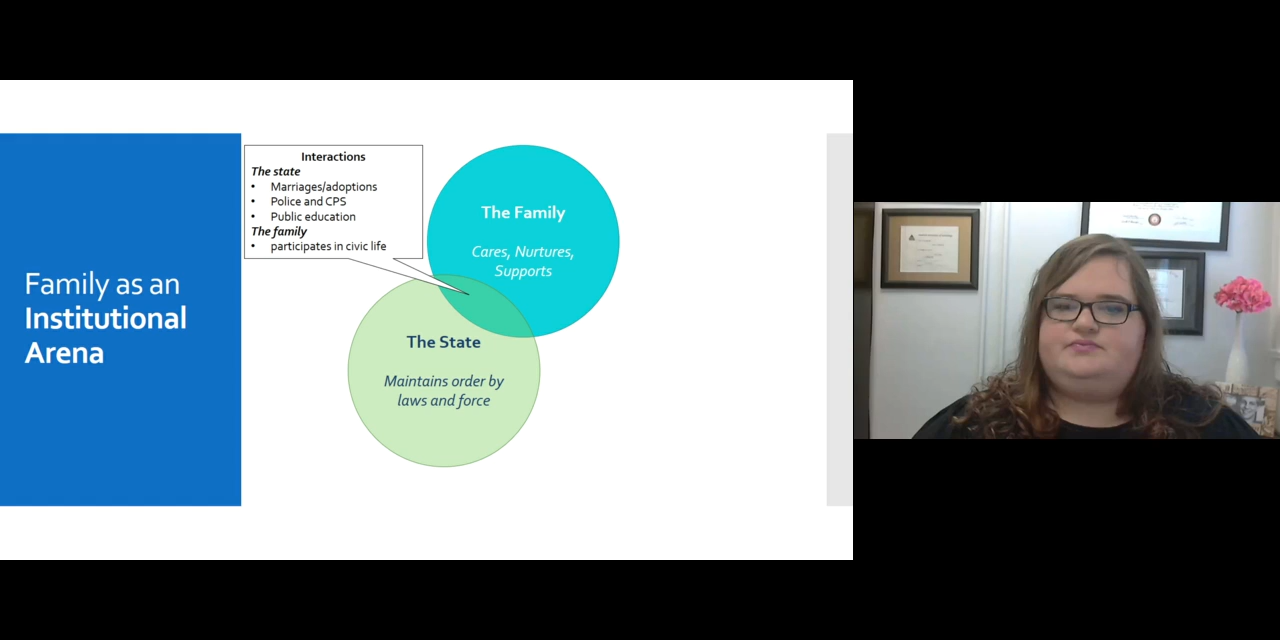 Family as an
Institutional
Arena
Interactions
The state
• Marriages/adoptions
• Police and CPS
• Public education
The family
• participates in civic life
The Family
Cares, Nurtures,
Supports
The State
Maintains order by
laws and force